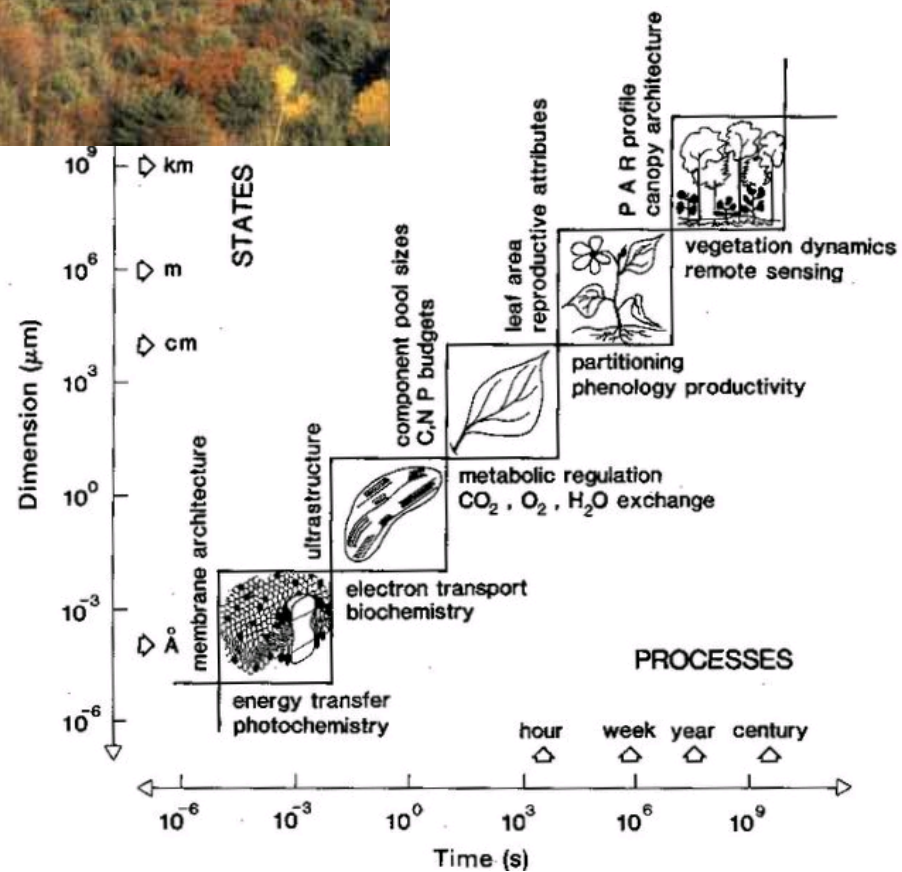 10⁹
km
10⁶
m
cm
10³
10⁰
10⁻³
Å
10⁻⁶
Dimension (μm)
STATES
membrane architecture
ultrastructure
component pool sizes
C,N P budgets
leaf area
reproductive attributes
P A R profile
canopy architecture
vegetation dynamics
remote sensing
partitioning
phenology productivity
metabolic regulation
CO₂ , O₂ , H₂O exchange
electron transport
biochemistry
energy transfer
photochemistry
PROCESSES
hour week year century
10⁻⁶ 10⁻³ 10⁰ 10³ 10⁶ 10⁹
Time (s)